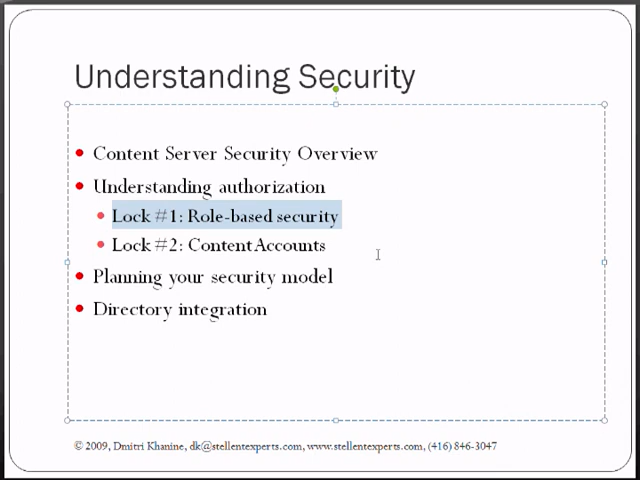 Understanding Security
Content Server Security Overview
Understanding authorization
Lock #1: Role-based security
Lock #2: Content Accounts
Planning your security model
Directory integration
© 2009, Dmitri Khanine, dk@stellentexperts.com, www.stellentexperts.com, (416) 846-3047